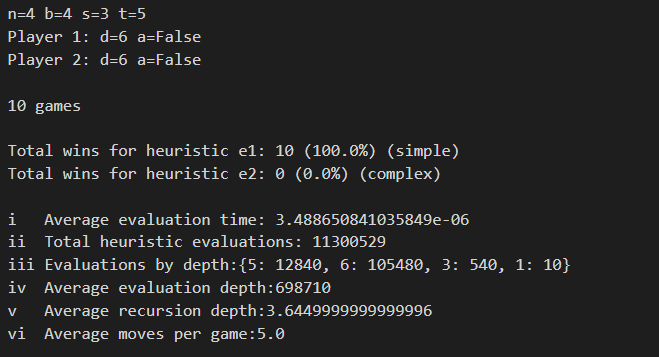 n=4 b=4 s=3 t=5
Player 1: d=6 a=False
Player 2: d=6 a=False
10 games
Total wins for heuristic e1: 10 (100.0%) (simple)
Total wins for heuristic e2: 0 (0.0%) (complex)
i   Average evaluation time: 3.488650841035849e-06
ii  Total heuristic evaluations: 11300529
iii Evaluations by depth:{5: 12840, 6: 105480, 3: 540, 1: 10}
iv  Average evaluation depth:698710
v   Average recursion depth:3.6449999999999996
vi  Average moves per game:5.0